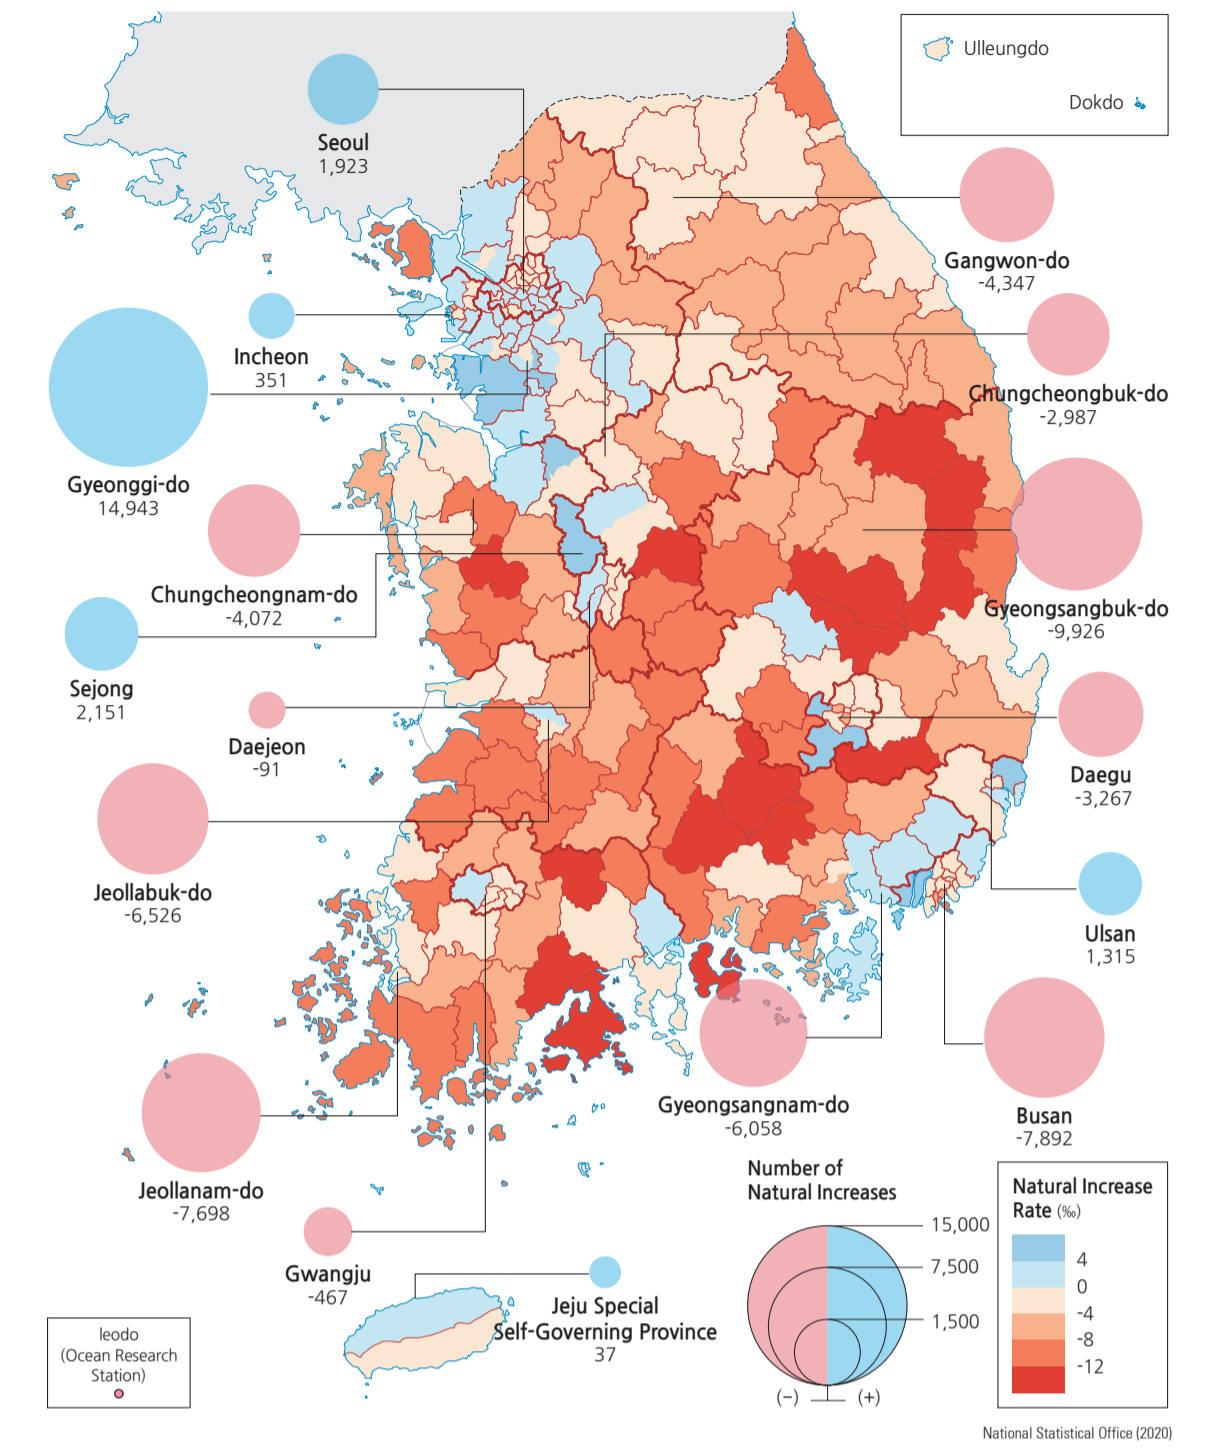 Ulleungdo
Dokdo
Seoul
1,923
Gangwon-do
-4,347
Incheon
351
Chungcheongbuk-do
-2,987
Gyeonggi-do
14,943
Chungcheongnam-do
-4,072
Gyeongsangbuk-do
-9,926
Sejong
2,151
Daejeon
-91
Daegu
-3,267
Jeollabuk-do
-6,526
Ulsan
1,315
Gyeongsangnam-do
-6,058
Busan
-7,892
Jeollanam-do
-7,698
Gwangju
-467
Jeju Special
Self-Governing Province
37
Ieodo
(Ocean Research
Station)
Number of
Natural Increases
15,000
7,500
1,500
(−)
(+)
Natural Increase
Rate (‰)
4
0
-4
-8
-12
National Statistical Office (2020)